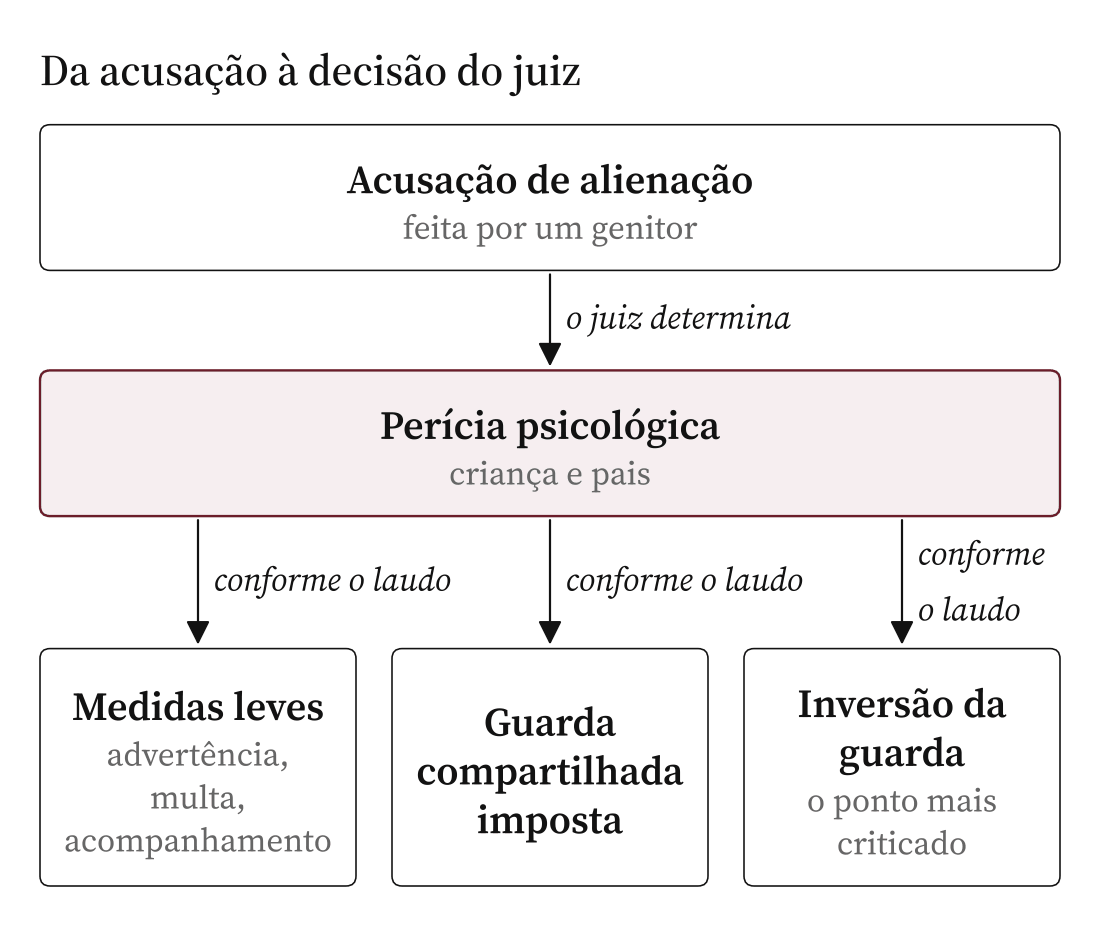 Da acusação à decisão do juiz
Acusação de alienação
feita por um genitor
o juiz determina
Perícia psicológica
criança e pais
conforme o laudo
conforme o laudo
conforme
o laudo
Medidas leves
advertência,
multa,
acompanhamento
Guarda
compartilhada
imposta
Inversão da
guarda
o ponto mais
criticado